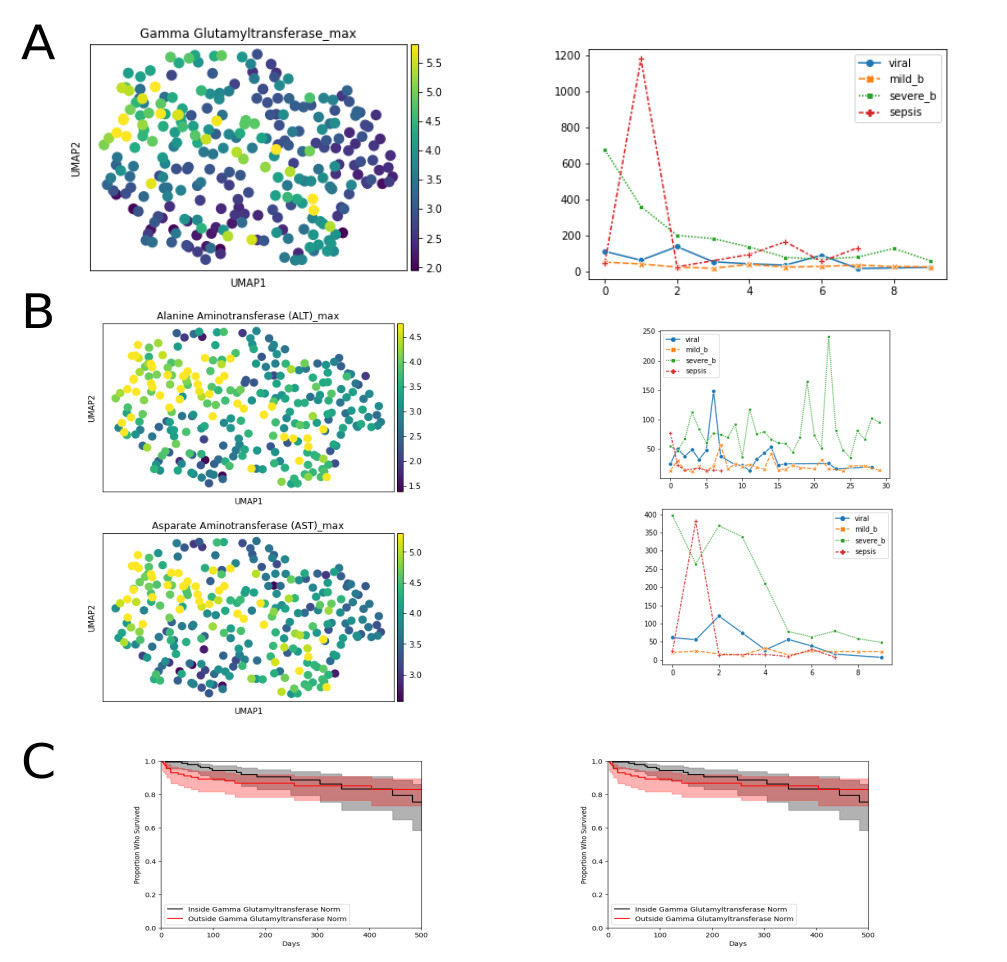 A
Gamma Glutamyltransferase_max
UMAP2
UMAP1
5.5
5.0
4.5
4.0
3.5
3.0
2.5
2.0
1200
1000
800
600
400
200
0
0 2 4 6 8
viral
mild_b
severe_b
sepsis
B
Alanine Aminotransferase (ALT)_max
UMAP2
UMAP1
4.5
4.0
3.5
3.0
2.5
2.0
1.5
250
200
150
100
50
0 5 10 15 20 25 30
viral
mild_b
severe_b
sepsis
Asparate Aminotransferase (AST)_max
UMAP2
UMAP1
5.0
4.5
4.0
3.5
3.0
400
350
300
250
200
150
100
50
0
0 2 4 6 8
viral
mild_b
severe_b
sepsis
C
Proportion Who Survived
1.0
0.8
0.6
0.4
0.2
0.0
0 100 200 300 400 500
Days
Inside Gamma Glutamyltransferase Norm
Outside Gamma Glutamyltransferase Norm
Proportion Who Survived
1.0
0.8
0.6
0.4
0.2
0.0
0 100 200 300 400 500
Days
Inside Gamma Glutamyltransferase Norm
Outside Gamma Glutamyltransferase Norm